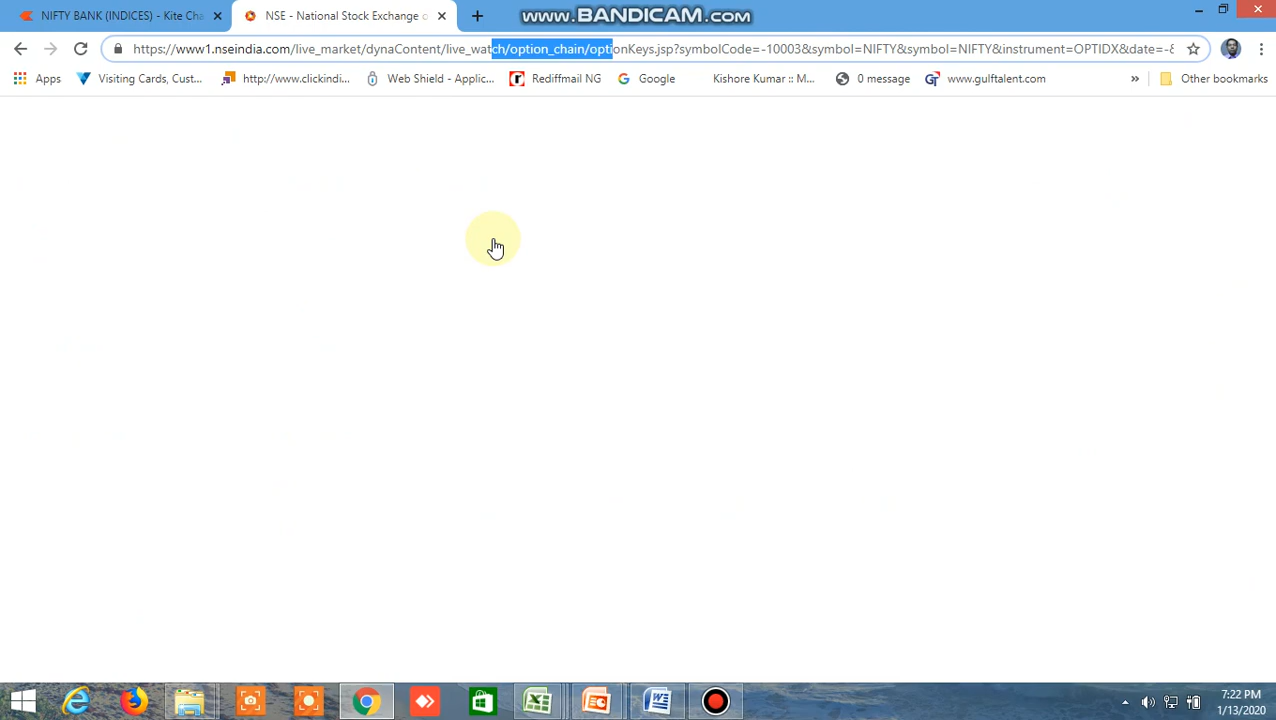 NIFTY BANK (INDICES) - Kite Cha
NSE - National Stock Exchange o
www.BANDICAM.com
https://www1.nseindia.com/live_market/dynaContent/live_watch/option_chain/optionKeys.jsp?symbolCode=-10003&symbol=NIFTY&symbol=NIFTY&instrument=OPTIDX&date=-&
Apps
Visiting Cards, Cust...
http://www.clickindi...
Web Shield - Applic...
Rediffmail NG
Google
Kishore Kumar :: M...
0 message
www.gulftalent.com
»
Other bookmarks
7:22 PM
1/13/2020